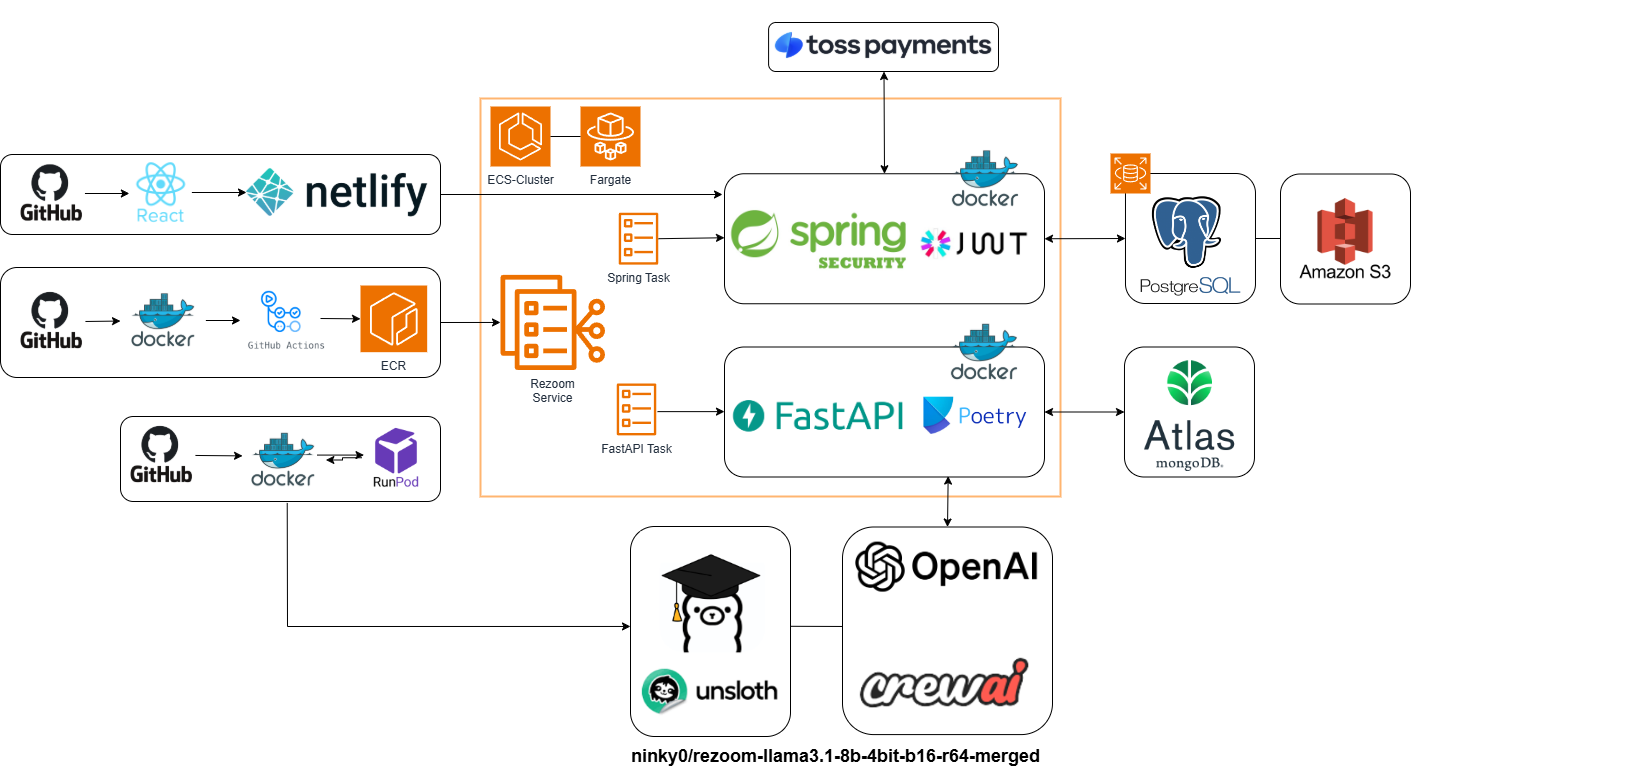 toss payments
ECS-Cluster
Fargate
GitHub
React
netlify
docker
spring
SECURITY
JWT
Spring Task
PostgreSQL
Amazon S3
GitHub
docker
GitHub Actions
ECR
Rezoom
Service
docker
FastAPI
Poetry
FastAPI Task
Atlas
mongoDB.
GitHub
docker
RunPod
OpenAI
unsloth
crewai
ninky0/rezoom-llama3.1-8b-4bit-b16-r64-merged